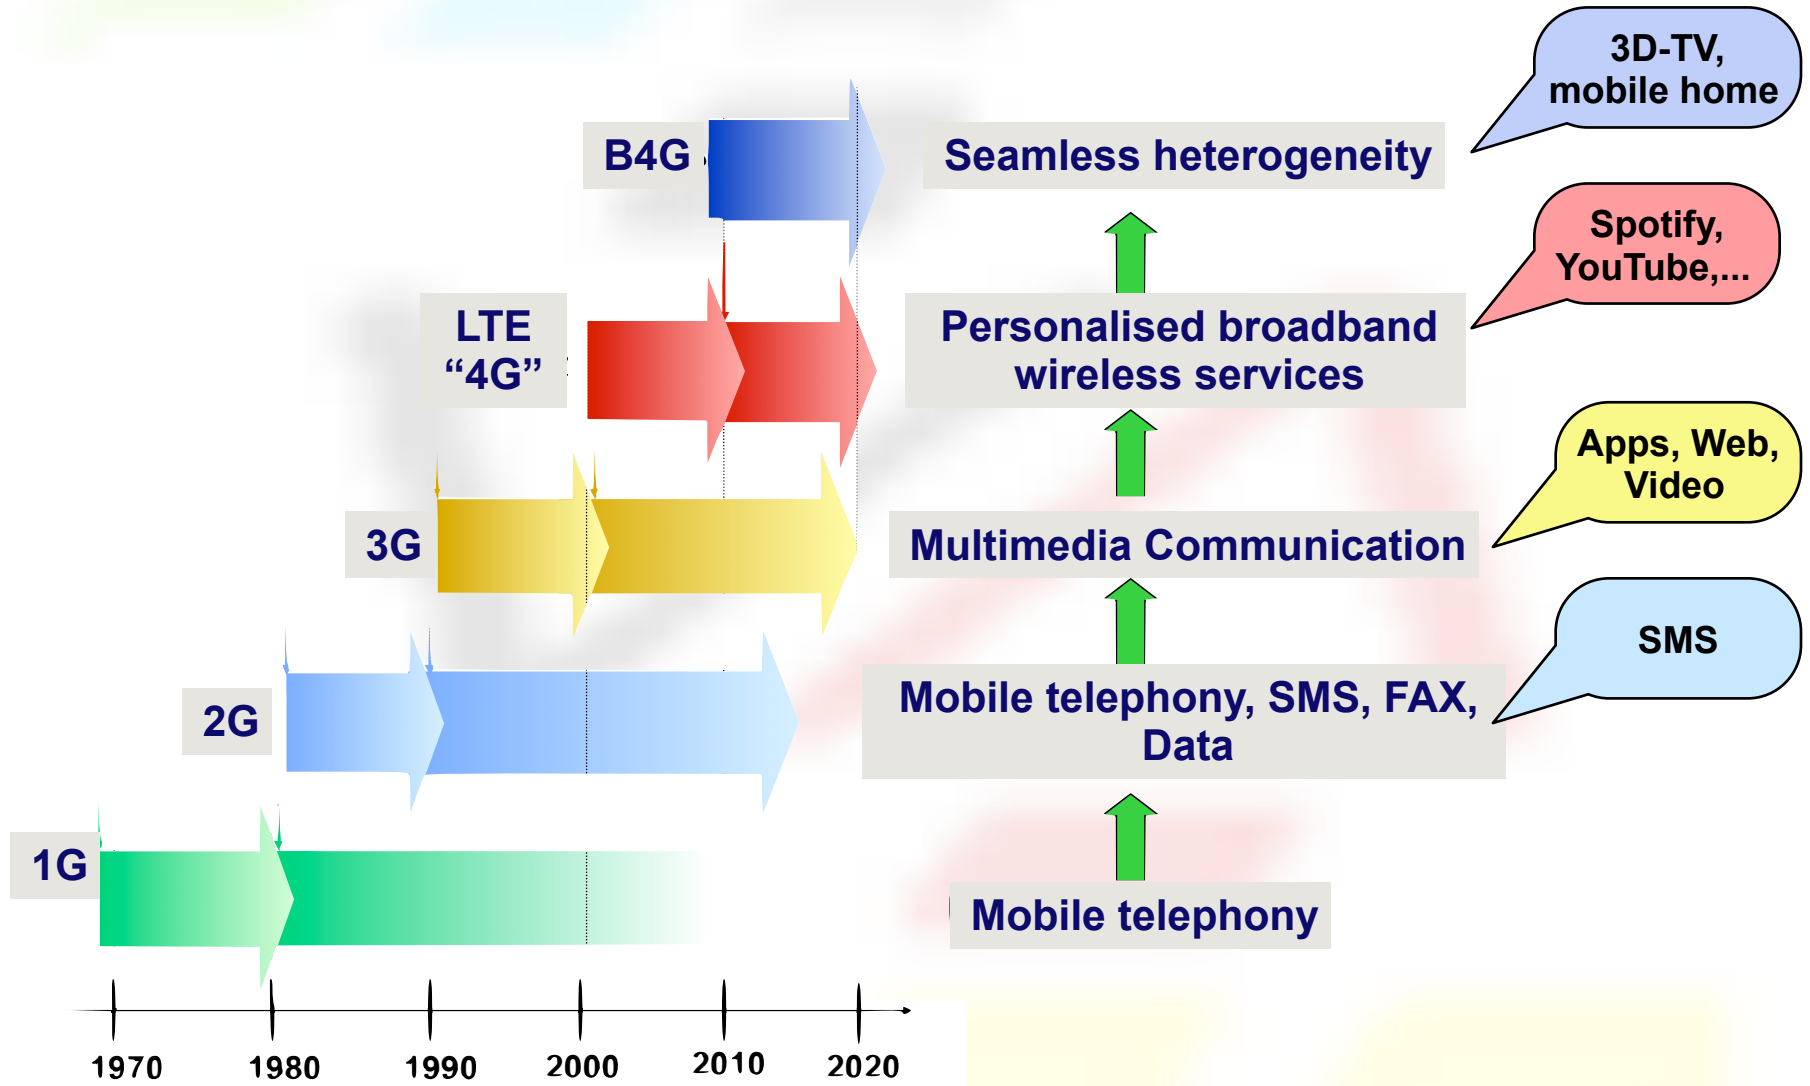 3D-TV,
mobile home
B4G
Seamless heterogeneity
Spotify,
YouTube,...
LTE
“4G”
Personalised broadband
wireless services
Apps, Web,
Video
3G
Multimedia Communication
SMS
2G
Mobile telephony, SMS, FAX,
Data
1G
Mobile telephony
1970 1980 1990 2000 2010 2020